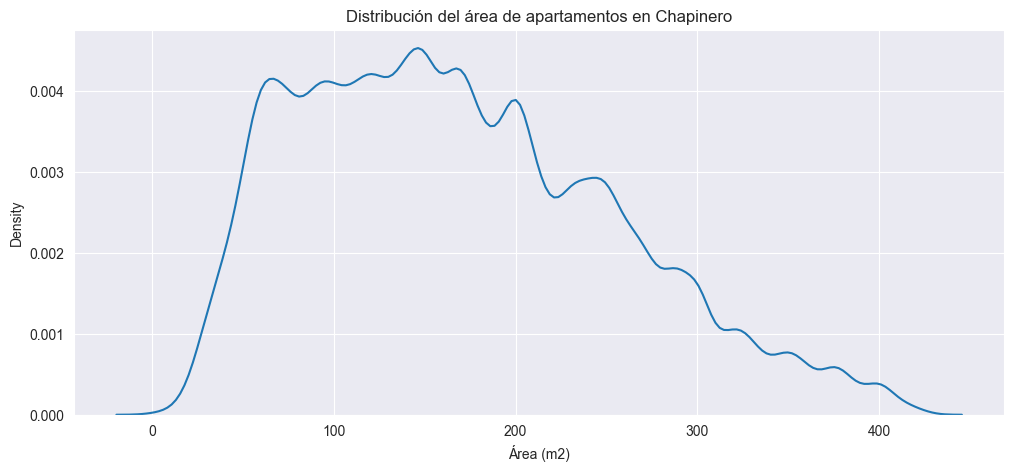 Distribución del área de apartamentos en Chapinero
0.004
0.003
0.002
0.001
0.000
Density
0 100 200 300 400
Área (m2)